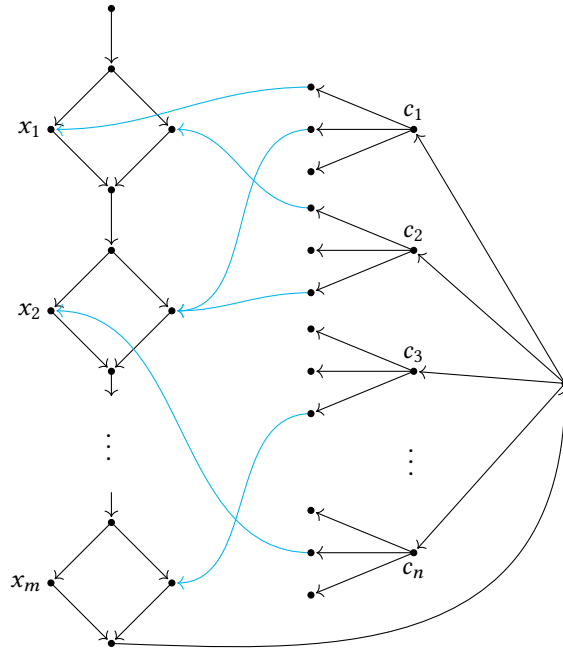 x₁
x₂
⋮
xₘ
c₁
c₂
c₃
⋮
cₙ